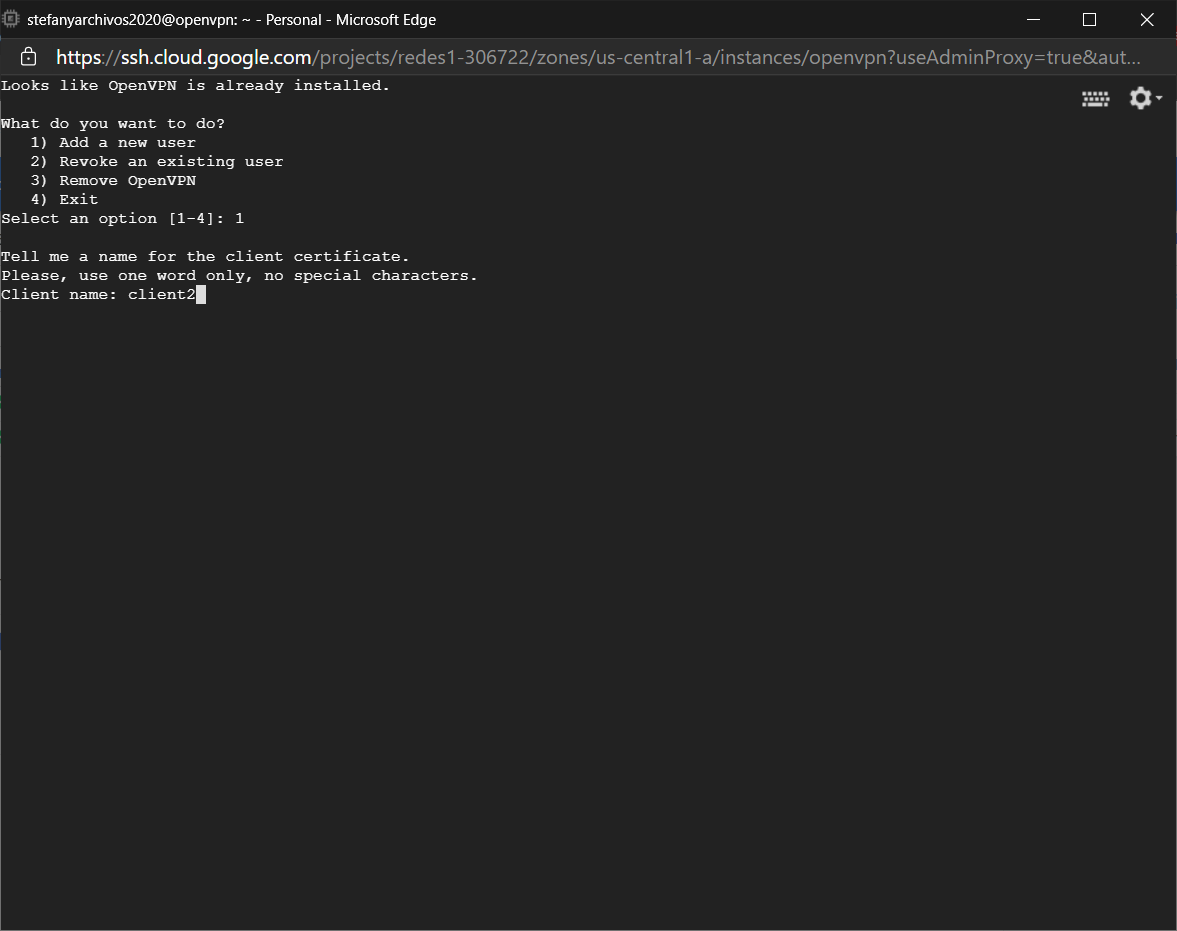 stefanyarchivos2020@openvpn: ~ - Personal - Microsoft Edge
https://ssh.cloud.google.com/projects/redes1-306722/zones/us-central1-a/instances/openvpn?useAdminProxy=true&aut...
Looks like OpenVPN is already installed.
What do you want to do?
1) Add a new user
2) Revoke an existing user
3) Remove OpenVPN
4) Exit
Select an option [1-4]: 1
Tell me a name for the client certificate.
Please, use one word only, no special characters.
Client name: client2